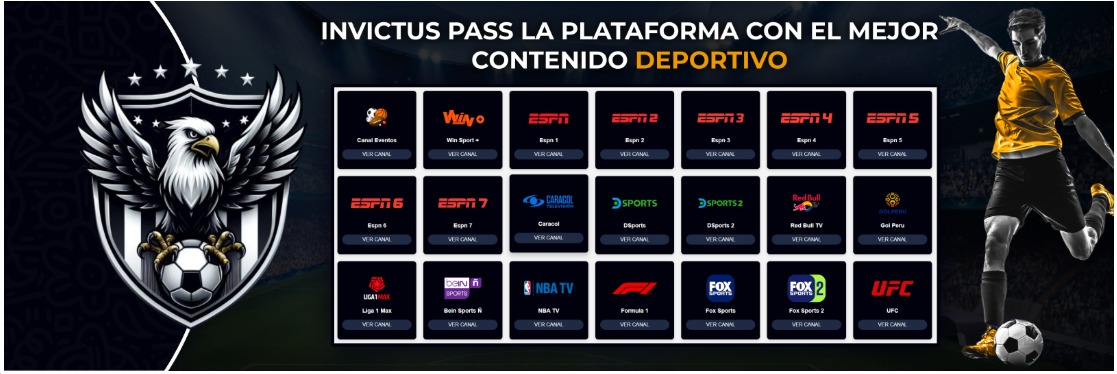 INVICTUS PASS LA PLATAFORMA CON EL MEJOR
CONTENIDO DEPORTIVO
WIN
ESPN
ESPN 2
ESPN 3
ESPN 4
ESPN 5
Canal Eventos
Win Sport +
Espn 1
Espn 2
Espn 3
Espn 4
Espn 5
VER CANAL
VER CANAL
VER CANAL
VER CANAL
VER CANAL
VER CANAL
VER CANAL
ESPN 6
ESPN 7
CARACOL
TELEVISIÓN
DSPORTS
DSPORTS 2
Red Bull
GOLPERU
Espn 6
Espn 7
Caracol
DSports
DSports 2
Red Bull TV
Gol Peru
VER CANAL
VER CANAL
VER CANAL
VER CANAL
VER CANAL
VER CANAL
VER CANAL
LIGA1MAX
beIN Ñ
SPORTS
NBA TV
F1
FOX
SPORTS
FOX 2
SPORTS
UFC
Liga 1 Max
Bein Sports Ñ
NBA TV
Formula 1
Fox Sports
Fox Sports 2
UFC
VER CANAL
VER CANAL
VER CANAL
VER CANAL
VER CANAL
VER CANAL
VER CANAL